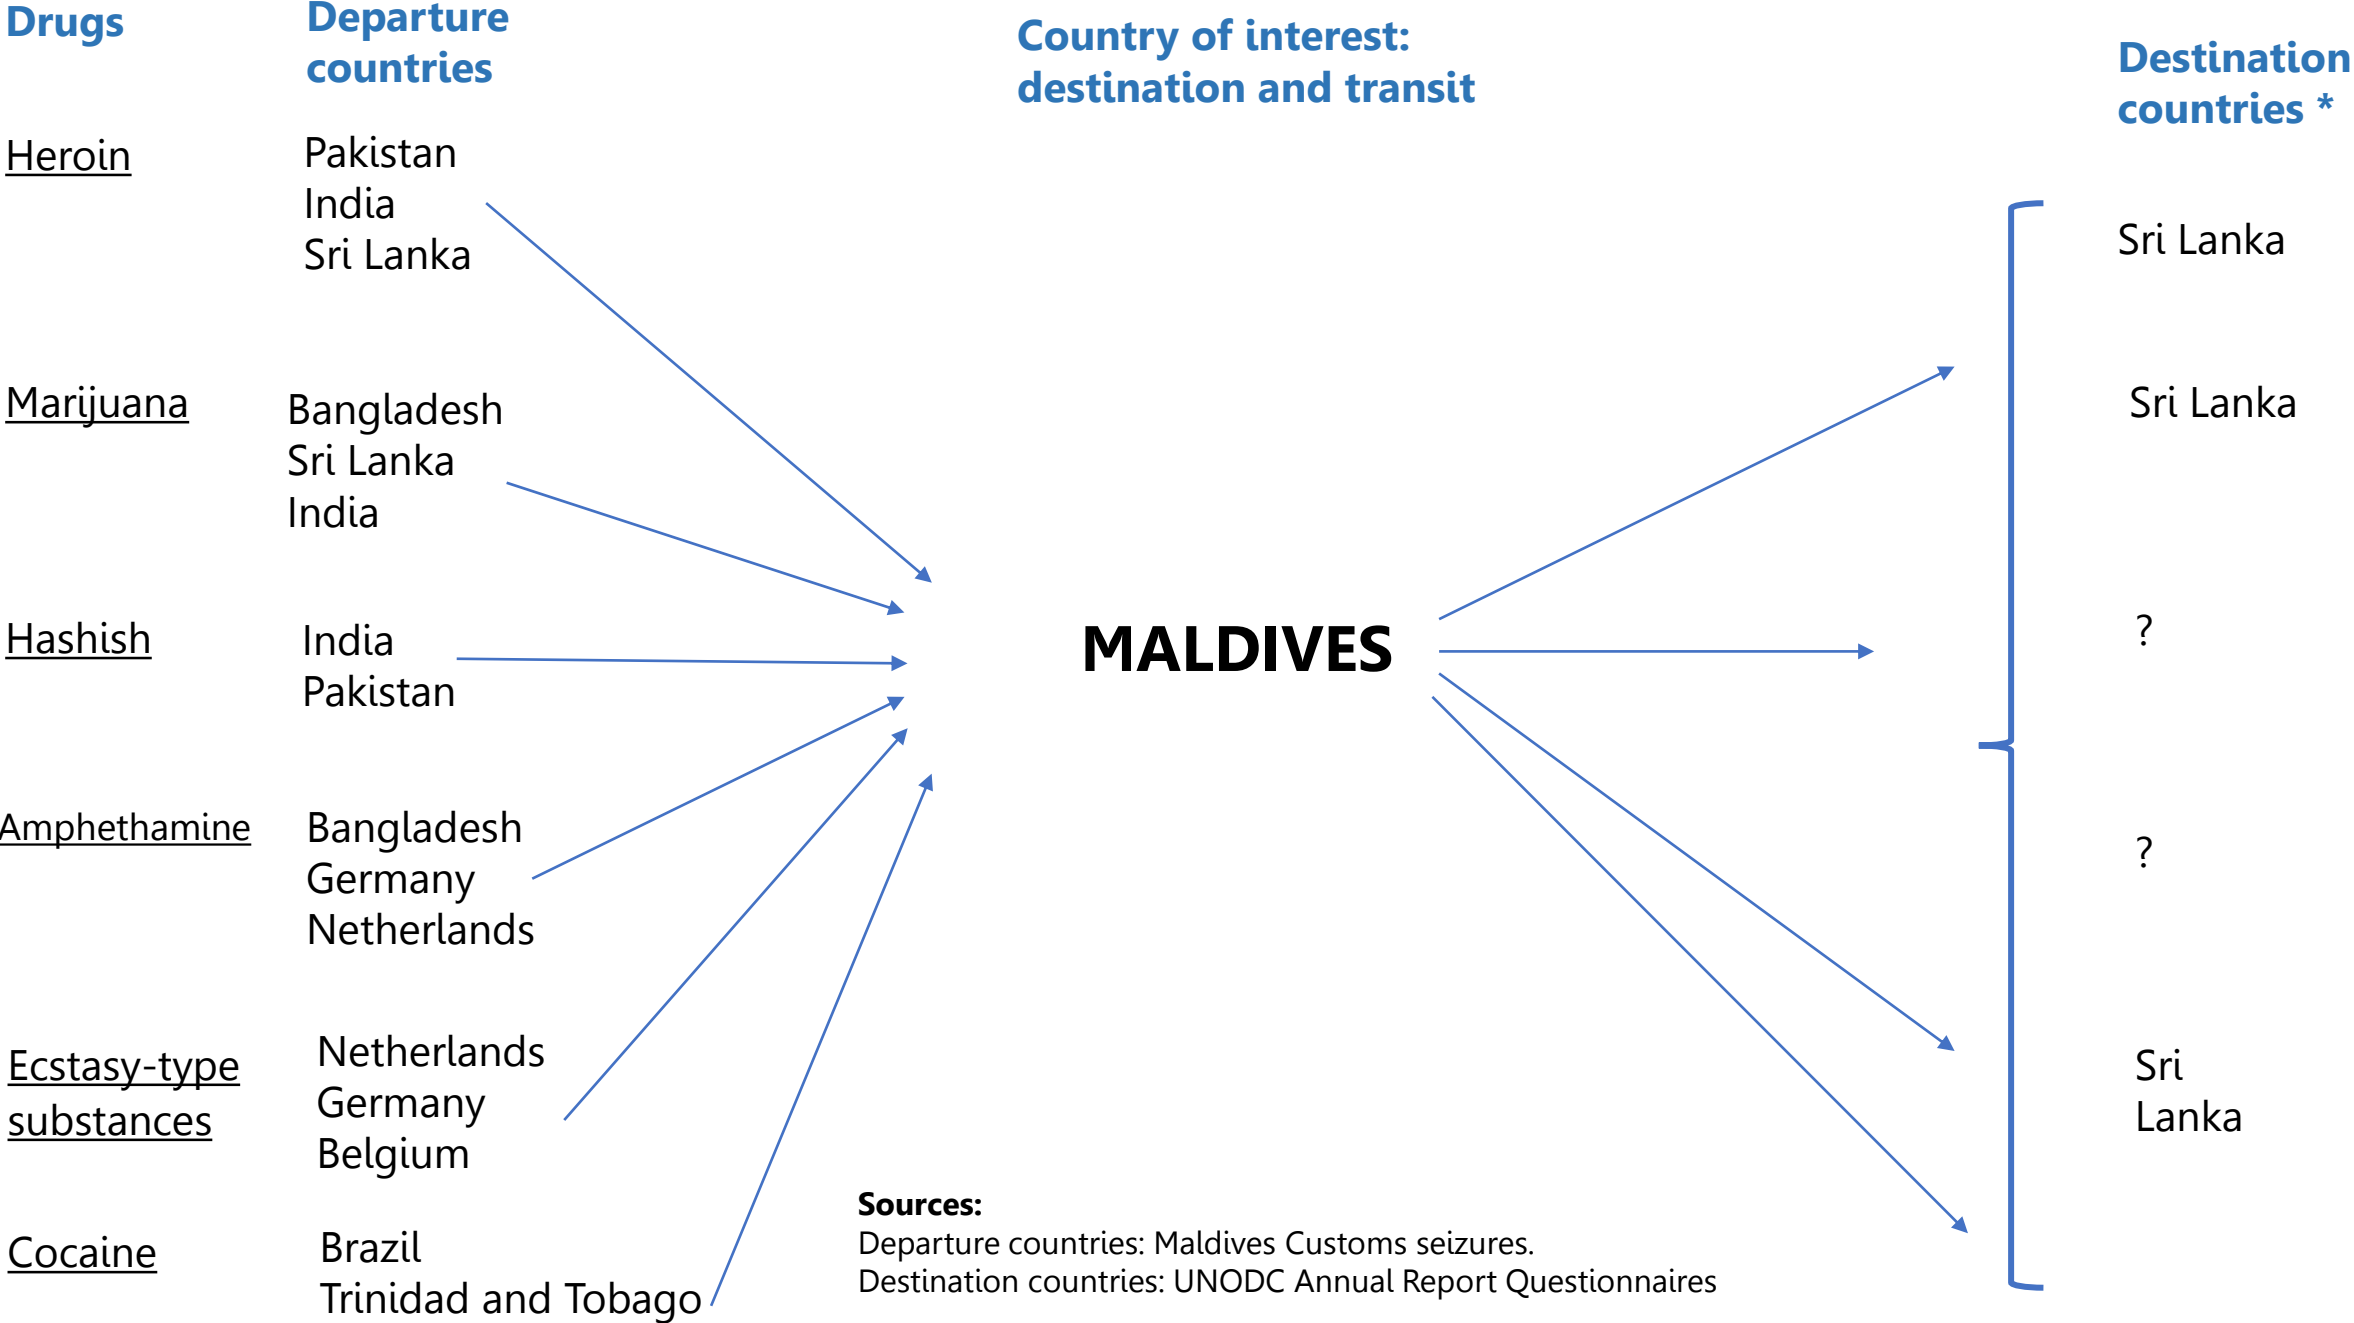 Drugs
Departure
countries
Country of interest:
destination and transit
Destination
countries *
Heroin
Pakistan
India
Sri Lanka
Sri Lanka
Marijuana
Bangladesh
Sri Lanka
India
Sri Lanka
Hashish
India
Pakistan
MALDIVES
?
Amphethamine
Bangladesh
Germany
Netherlands
?
Ecstasy-type
substances
Netherlands
Germany
Belgium
Sri
Lanka
Cocaine
Brazil
Trinidad and Tobago
Sources:
Departure countries: Maldives Customs seizures.
Destination countries: UNODC Annual Report Questionnaires